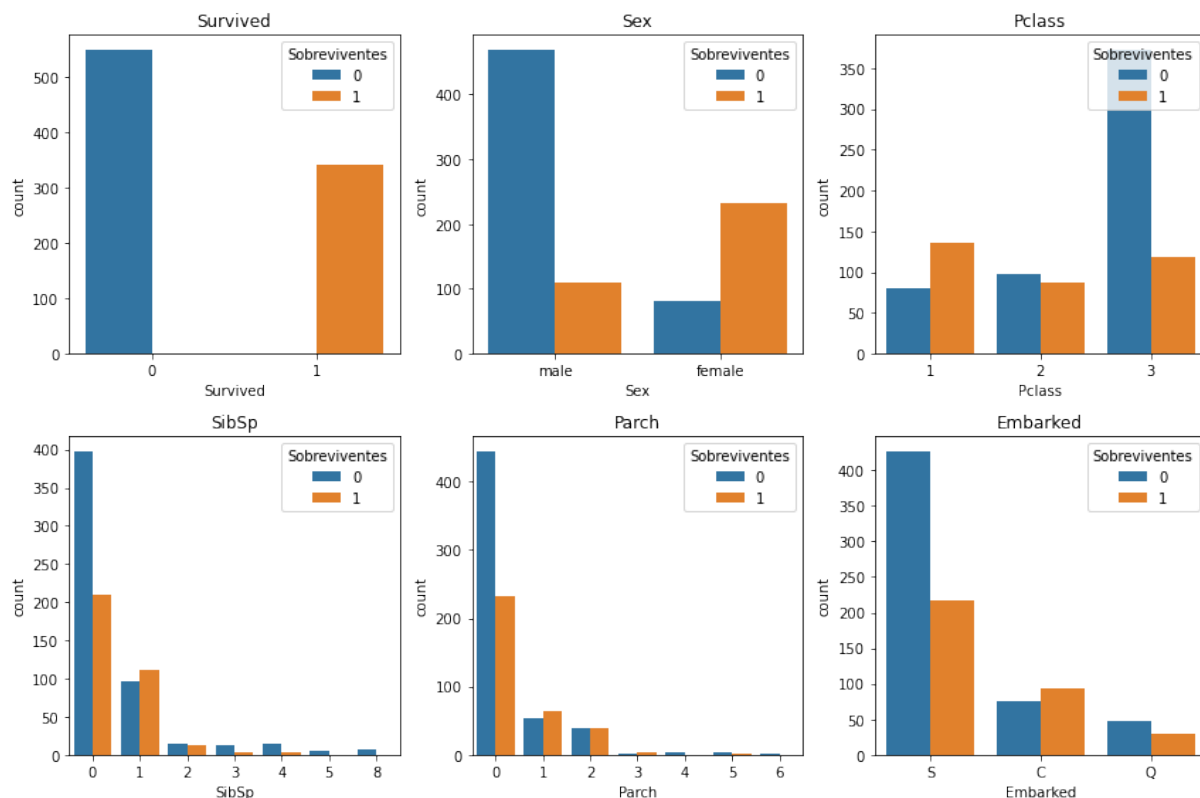 Survived
Sobreviventes
0
1
500
400
300
200
100
0
count
0 1
Survived
Sex
Sobreviventes
0
1
400
300
200
100
0
count
male female
Sex
Pclass
Sobreviventes
0
1
350
300
250
200
150
100
50
0
count
1 2 3
Pclass
SibSp
Sobreviventes
0
1
400
350
300
250
200
150
100
50
0
count
0 1 2 3 4 5 8
SibSp
Parch
Sobreviventes
0
1
400
300
200
100
0
count
0 1 2 3 4 5 6
Parch
Embarked
Sobreviventes
0
1
400
350
300
250
200
150
100
50
0
count
S C Q
Embarked